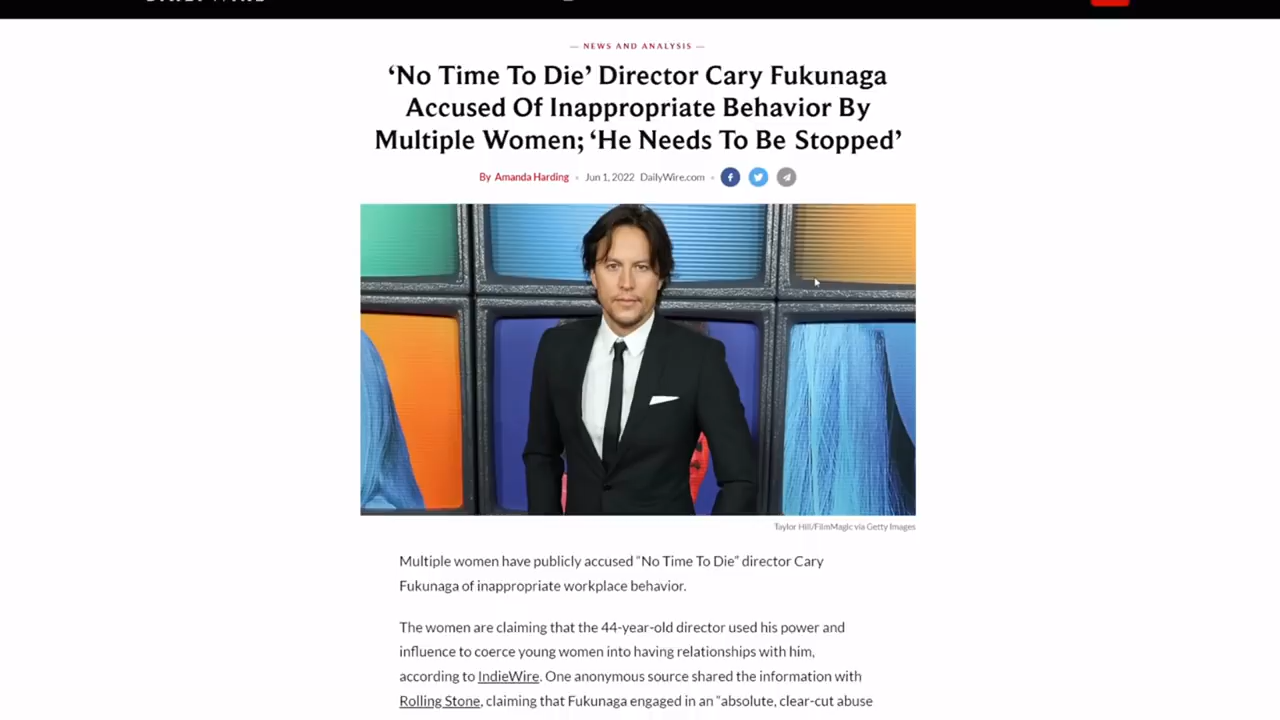 — NEWS AND ANALYSIS —
‘No Time To Die’ Director Cary Fukunaga
Accused Of Inappropriate Behavior By
Multiple Women; ‘He Needs To Be Stopped’
By Amanda Harding • Jun 1, 2022 DailyWire.com •
Taylor Hill/FilmMagic via Getty Images
Multiple women have publicly accused “No Time To Die” director Cary
Fukunaga of inappropriate workplace behavior.
The women are claiming that the 44-year-old director used his power and
influence to coerce young women into having relationships with him,
according to IndieWire. One anonymous source shared the information with
Rolling Stone, claiming that Fukunaga engaged in an “absolute, clear-cut abuse